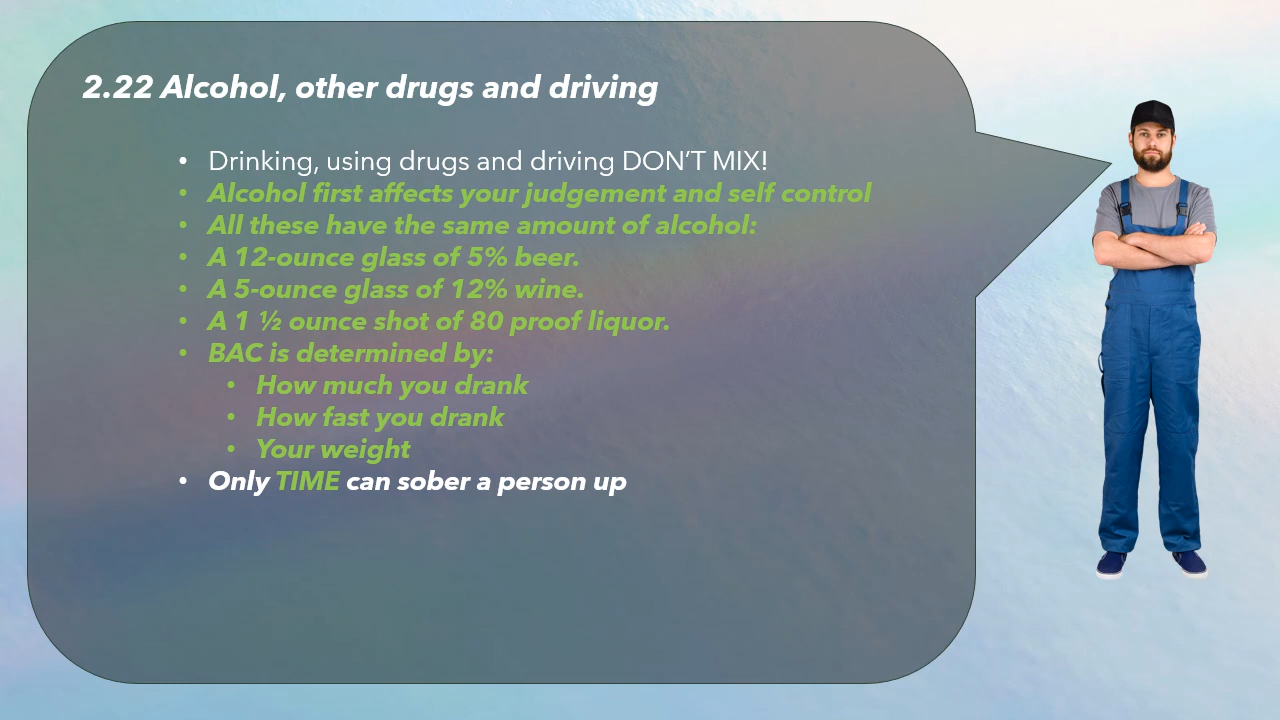 2.22 Alcohol, other drugs and driving
• Drinking, using drugs and driving DON’T MIX!
• Alcohol first affects your judgement and self control
• All these have the same amount of alcohol:
• A 12-ounce glass of 5% beer.
• A 5-ounce glass of 12% wine.
• A 1 ½ ounce shot of 80 proof liquor.
• BAC is determined by:
• How much you drank
• How fast you drank
• Your weight
• Only TIME can sober a person up